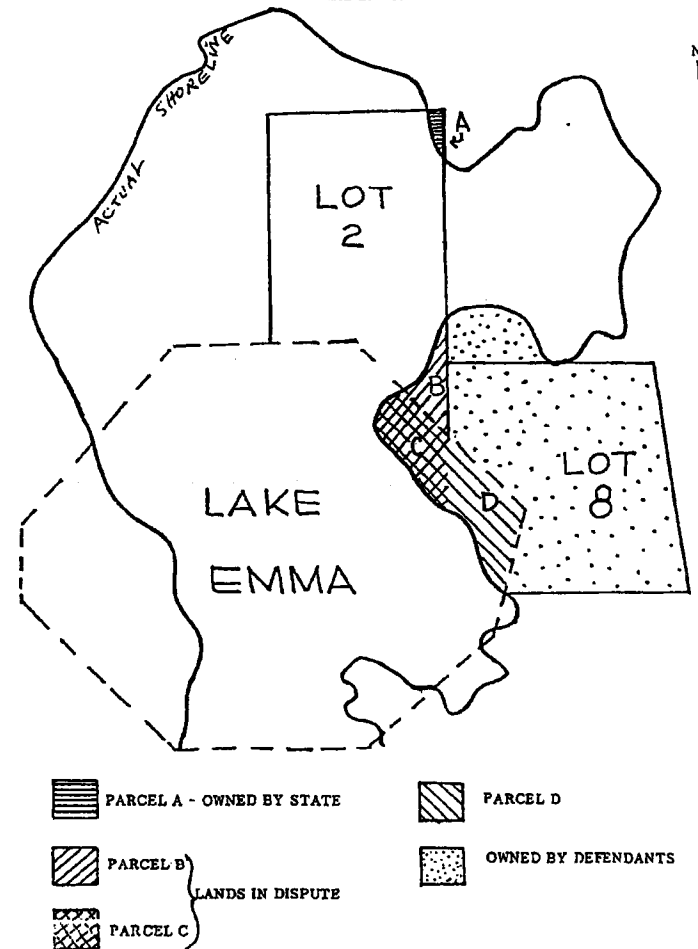 N
ACTUAL SHORELINE
A
LOT
2
B
C
LOT
8
D
LAKE
EMMA
PARCEL A - OWNED BY STATE
PARCEL D
PARCEL B
OWNED BY DEFENDANTS
LANDS IN DISPUTE
PARCEL C